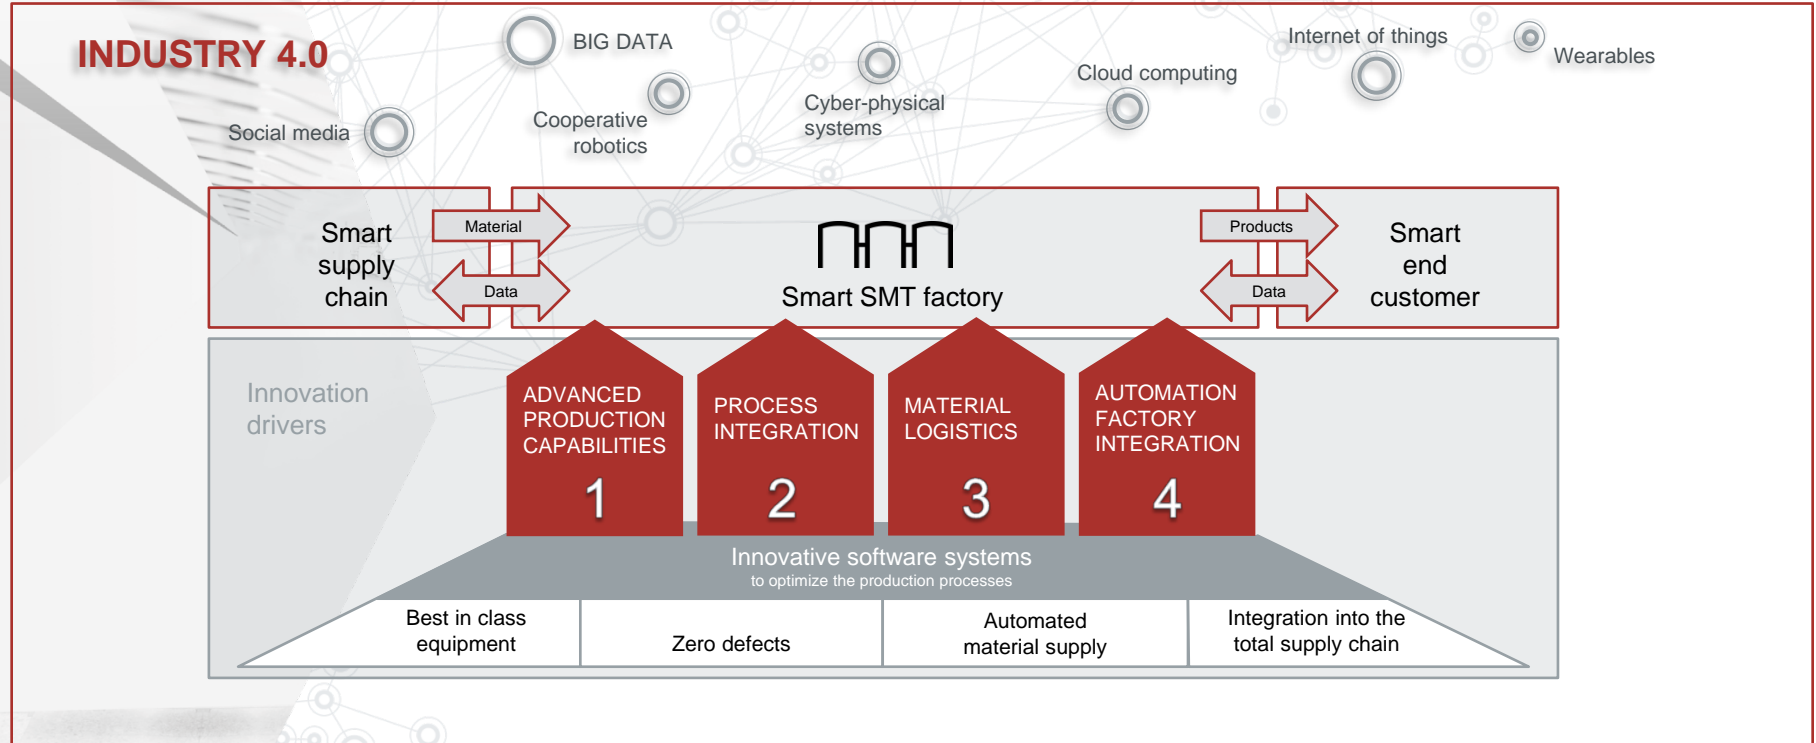 INDUSTRY 4.0
BIG DATA
Internet of things
Wearables
Cloud computing
Cyber-physical
systems
Cooperative
robotics
Social media
Smart
supply
chain
Material
Data
Smart SMT factory
Products
Data
Smart
end
customer
Innovation
drivers
ADVANCED
PRODUCTION
CAPABILITIES
1
PROCESS
INTEGRATION
2
MATERIAL
LOGISTICS
3
AUTOMATION
FACTORY
INTEGRATION
4
Innovative software systems
to optimize the production processes
Best in class
equipment
Zero defects
Automated
material supply
Integration into the
total supply chain